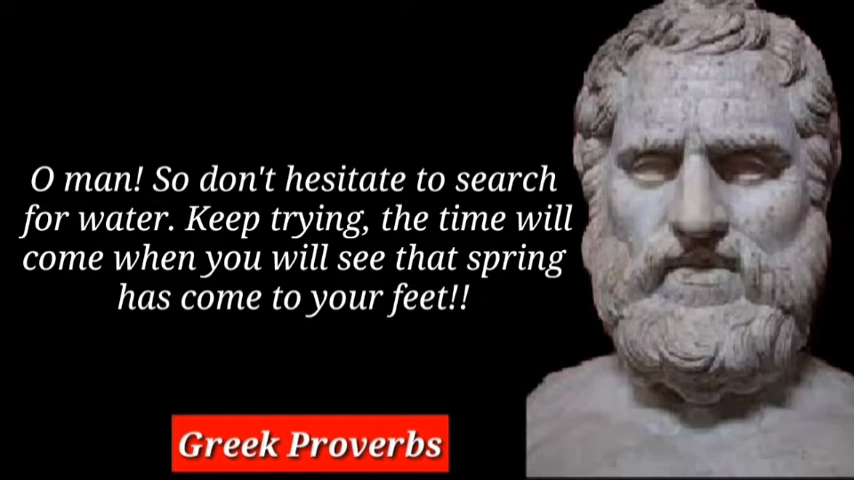 O man! So don't hesitate to search
for water. Keep trying, the time will
come when you will see that spring
has come to your feet!!
Greek Proverbs